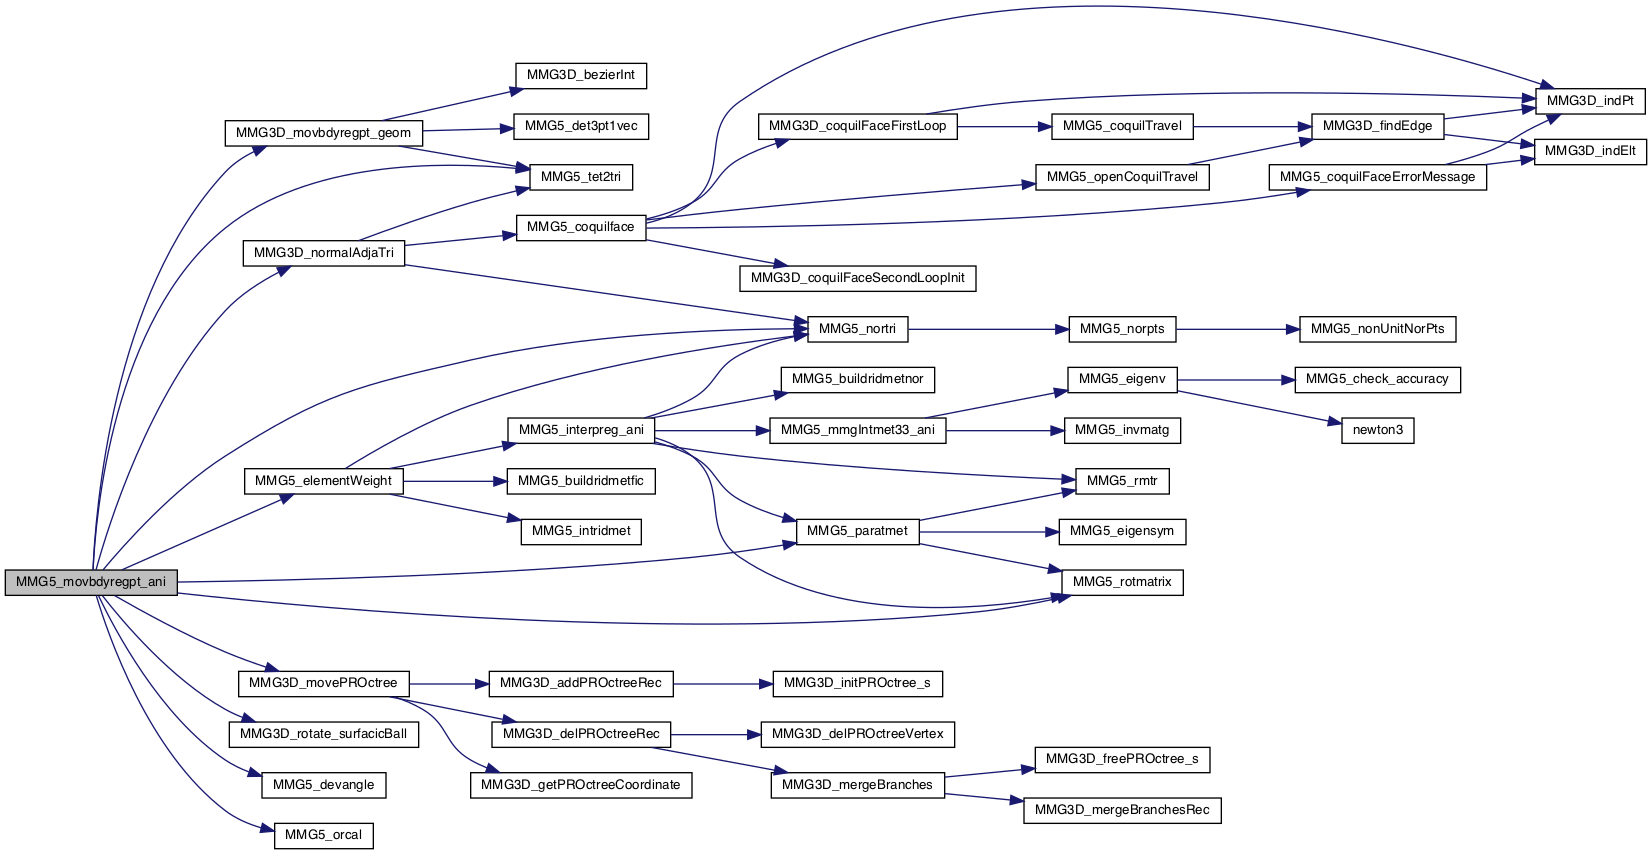 MMG3D_bezierInt
MMG3D_indPt
MMG3D_movbdyregpt_geom
MMG5_det3pt1vec
MMG3D_coquilFaceFirstLoop
MMG5_coquilTravel
MMG3D_findEdge
MMG3D_indElt
MMG5_tet2tri
MMG5_openCoquilTravel
MMG5_coquilFaceErrorMessage
MMG5_coquilface
MMG3D_normalAdjaTri
MMG3D_coquilFaceSecondLoopInit
MMG5_nortri
MMG5_norpts
MMG5_nonUnitNorPts
MMG5_buildridmetnor
MMG5_eigenv
MMG5_check_accuracy
MMG5_interpreg_ani
MMG5_mmgIntmet33_ani
MMG5_invmatg
newton3
MMG5_elementWeight
MMG5_buildridmetfic
MMG5_rmtr
MMG5_intridmet
MMG5_paratmet
MMG5_eigensym
MMG5_movbdyregpt_ani
MMG5_rotmatrix
MMG3D_movePROctree
MMG3D_addPROctreeRec
MMG3D_initPROctree_s
MMG3D_rotate_surfacicBall
MMG3D_delPROctreeRec
MMG3D_delPROctreeVertex
MMG3D_freePROctree_s
MMG5_devangle
MMG3D_getPROctreeCoordinate
MMG3D_mergeBranches
MMG3D_mergeBranchesRec
MMG5_orcal